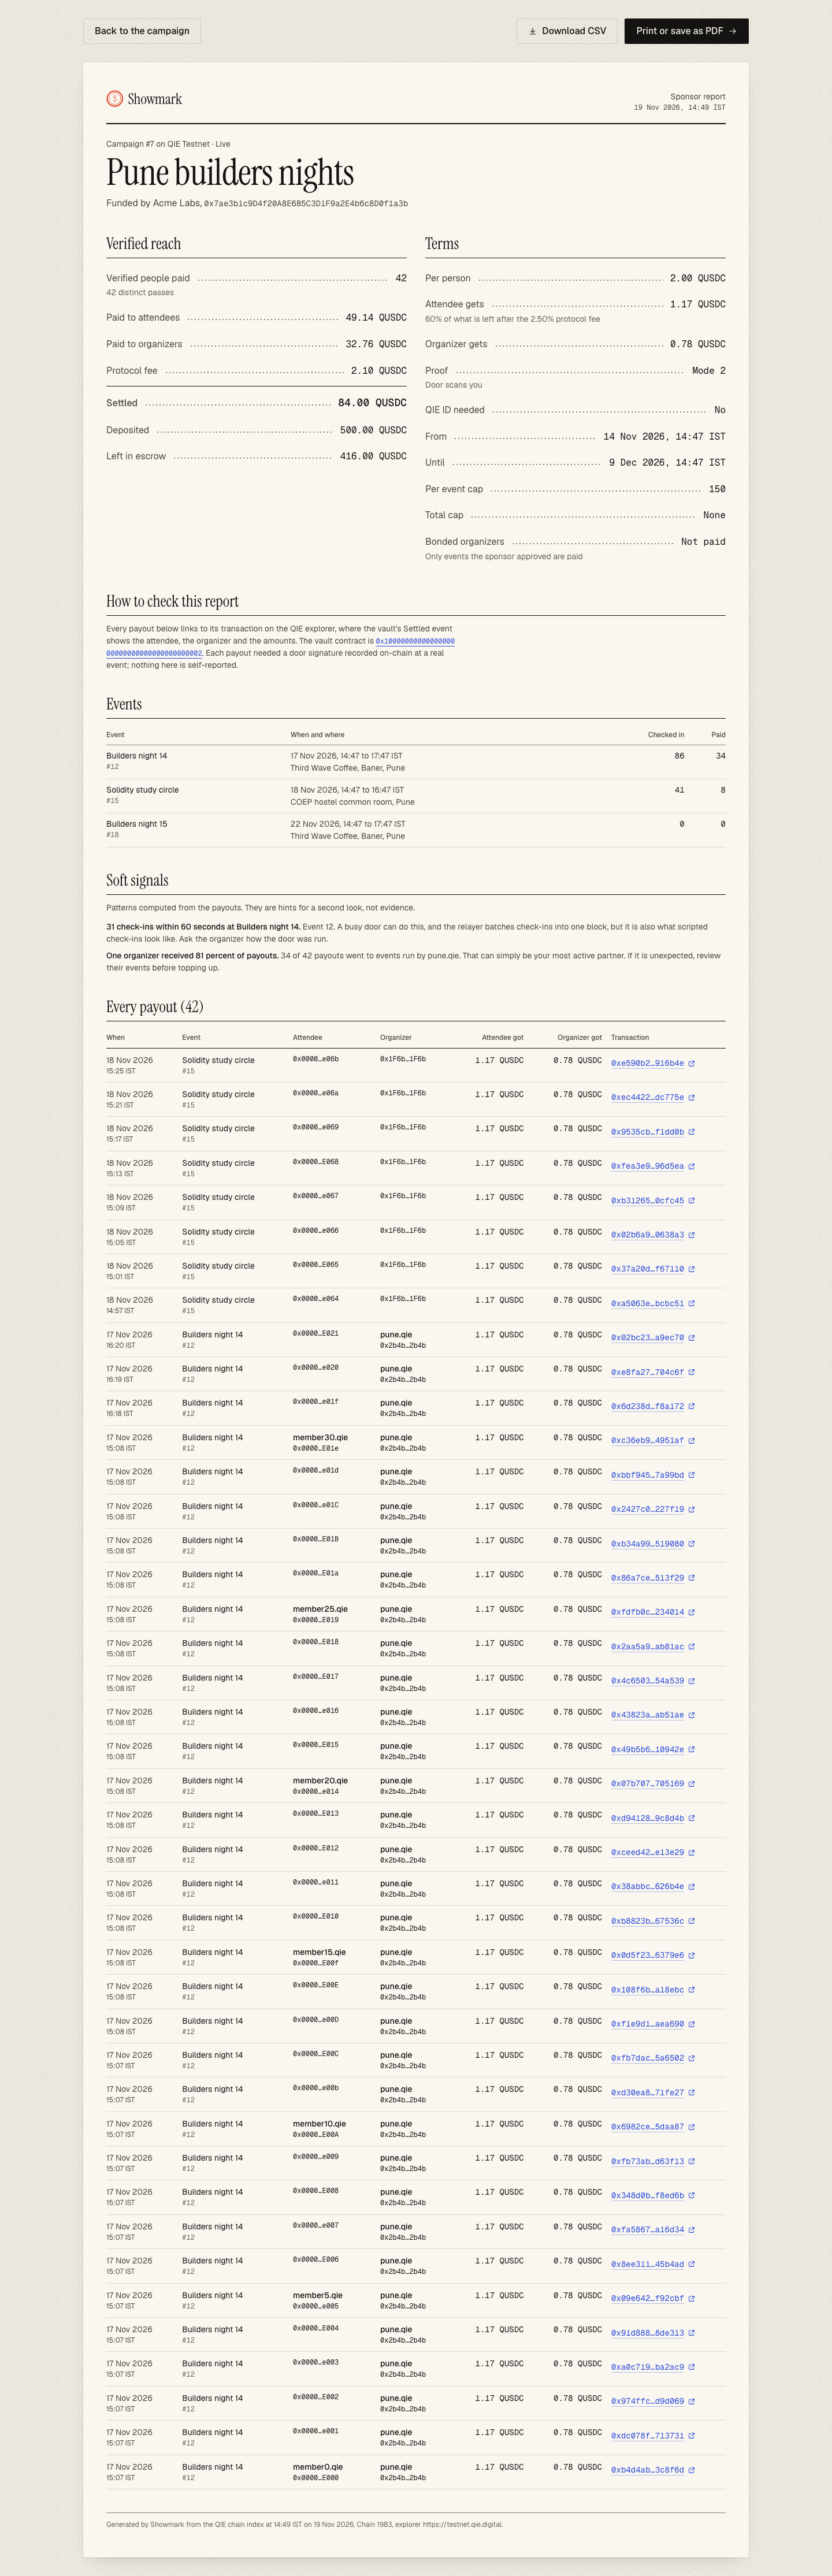 Back to the campaign
Download CSV
Print or save as PDF →
S Showmark
Sponsor report
19 Nov 2026, 14:49 IST
Campaign #7 on QIE Testnet · Live
Pune builders nights
Funded by Acme Labs, 0x7ae3b1c9D4f20A8E6B5C3D1F9a2E4b6c8D0f1a3b
Verified reach
Verified people paid 42
42 distinct passes
Paid to attendees 49.14 QUSDC
Paid to organizers 32.76 QUSDC
Protocol fee 2.10 QUSDC
Settled 84.00 QUSDC
Deposited 500.00 QUSDC
Left in escrow 416.00 QUSDC
Terms
Per person 2.00 QUSDC
Attendee gets 1.17 QUSDC
60% of what is left after the 2.50% protocol fee
Organizer gets 0.78 QUSDC
Proof Mode 2
Door scans you
QIE ID needed No
From 14 Nov 2026, 14:47 IST
Until 9 Dec 2026, 14:47 IST
Per event cap 150
Total cap None
Bonded organizers Not paid
Only events the sponsor approved are paid
How to check this report
Every payout below links to its transaction on the QIE explorer, where the vault's Settled event
shows the attendee, the organizer and the amounts. The vault contract is 0x10000000000000000
00000000000000000000002. Each payout needed a door signature recorded on-chain at a real
event; nothing here is self-reported.
Events
Event When and where Checked in Paid
Builders night 14 17 Nov 2026, 14:47 to 17:47 IST 86 34
#12 Third Wave Coffee, Baner, Pune
Solidity study circle 18 Nov 2026, 14:47 to 16:47 IST 41 8
#15 COEP hostel common room, Pune
Builders night 15 22 Nov 2026, 14:47 to 17:47 IST 0 0
#18 Third Wave Coffee, Baner, Pune
Soft signals
Patterns computed from the payouts. They are hints for a second look, not evidence.
31 check-ins within 60 seconds at Builders night 14. Event 12. A busy door can do this, and the relayer batches check-ins into one block, but it is also what scripted
check-ins look like. Ask the organizer how the door was run.
One organizer received 81 percent of payouts. 34 of 42 payouts went to events run by pune.qie. That can simply be your most active partner. If it is unexpected, review
their events before topping up.
Every payout (42)
When Event Attendee Organizer Attendee got Organizer got Transaction
18 Nov 2026 Solidity study circle 0x0000…e06b 0x1F6b…1F6b 1.17 QUSDC 0.78 QUSDC 0xe590b2…916b4e
15:25 IST #15
18 Nov 2026 Solidity study circle 0x0000…e06a 0x1F6b…1F6b 1.17 QUSDC 0.78 QUSDC 0xec4422…dc775e
15:21 IST #15
18 Nov 2026 Solidity study circle 0x0000…e069 0x1F6b…1F6b 1.17 QUSDC 0.78 QUSDC 0x9535cb…f1dd0b
15:17 IST #15
18 Nov 2026 Solidity study circle 0x0000…E068 0x1F6b…1F6b 1.17 QUSDC 0.78 QUSDC 0xfea3e9…96d5ea
15:13 IST #15
18 Nov 2026 Solidity study circle 0x0000…e067 0x1F6b…1F6b 1.17 QUSDC 0.78 QUSDC 0xb31265…0cfc45
15:09 IST #15
18 Nov 2026 Solidity study circle 0x0000…e066 0x1F6b…1F6b 1.17 QUSDC 0.78 QUSDC 0x02b6a9…0638a3
15:05 IST #15
18 Nov 2026 Solidity study circle 0x0000…E065 0x1F6b…1F6b 1.17 QUSDC 0.78 QUSDC 0x37a20d…f67110
15:01 IST #15
18 Nov 2026 Solidity study circle 0x0000…e064 0x1F6b…1F6b 1.17 QUSDC 0.78 QUSDC 0xa5063e…bcbc51
14:57 IST #15
17 Nov 2026 Builders night 14 0x0000…E021 pune.qie 1.17 QUSDC 0.78 QUSDC 0x02bc23…a9ec70
16:20 IST #12 0x2b4b…2b4b
17 Nov 2026 Builders night 14 0x0000…e020 pune.qie 1.17 QUSDC 0.78 QUSDC 0xe8fa27…704c6f
16:19 IST #12 0x2b4b…2b4b
17 Nov 2026 Builders night 14 0x0000…e01f pune.qie 1.17 QUSDC 0.78 QUSDC 0x6d238d…f8a172
16:18 IST #12 0x2b4b…2b4b
17 Nov 2026 Builders night 14 member30.qie pune.qie 1.17 QUSDC 0.78 QUSDC 0xc36eb9…4951af
15:08 IST #12 0x0000…E01e 0x2b4b…2b4b
17 Nov 2026 Builders night 14 0x0000…e01d pune.qie 1.17 QUSDC 0.78 QUSDC 0xbbf945…7a99bd
15:08 IST #12 0x2b4b…2b4b
17 Nov 2026 Builders night 14 0x0000…e01C pune.qie 1.17 QUSDC 0.78 QUSDC 0x2427c0…227f19
15:08 IST #12 0x2b4b…2b4b
17 Nov 2026 Builders night 14 0x0000…E01B pune.qie 1.17 QUSDC 0.78 QUSDC 0xb34a99…519080
15:08 IST #12 0x2b4b…2b4b
17 Nov 2026 Builders night 14 0x0000…E01a pune.qie 1.17 QUSDC 0.78 QUSDC 0x86a7ce…513f29
15:08 IST #12 0x2b4b…2b4b
17 Nov 2026 Builders night 14 member25.qie pune.qie 1.17 QUSDC 0.78 QUSDC 0xfdfb0c…234014
15:08 IST #12 0x0000…E019 0x2b4b…2b4b
17 Nov 2026 Builders night 14 0x0000…E018 pune.qie 1.17 QUSDC 0.78 QUSDC 0x2aa5a9…ab81ac
15:08 IST #12 0x2b4b…2b4b
17 Nov 2026 Builders night 14 0x0000…E017 pune.qie 1.17 QUSDC 0.78 QUSDC 0x4c6503…54a539
15:08 IST #12 0x2b4b…2b4b
17 Nov 2026 Builders night 14 0x0000…e016 pune.qie 1.17 QUSDC 0.78 QUSDC 0x43823a…ab51ae
15:08 IST #12 0x2b4b…2b4b
17 Nov 2026 Builders night 14 0x0000…E015 pune.qie 1.17 QUSDC 0.78 QUSDC 0x49b5b6…10942e
15:08 IST #12 0x2b4b…2b4b
17 Nov 2026 Builders night 14 member20.qie pune.qie 1.17 QUSDC 0.78 QUSDC 0x07b707…705169
15:08 IST #12 0x0000…e014 0x2b4b…2b4b
17 Nov 2026 Builders night 14 0x0000…E013 pune.qie 1.17 QUSDC 0.78 QUSDC 0xd94128…9c8d4b
15:08 IST #12 0x2b4b…2b4b
17 Nov 2026 Builders night 14 0x0000…E012 pune.qie 1.17 QUSDC 0.78 QUSDC 0xceed42…e13e29
15:08 IST #12 0x2b4b…2b4b
17 Nov 2026 Builders night 14 0x0000…e011 pune.qie 1.17 QUSDC 0.78 QUSDC 0x38abbc…626b4e
15:08 IST #12 0x2b4b…2b4b
17 Nov 2026 Builders night 14 0x0000…E010 pune.qie 1.17 QUSDC 0.78 QUSDC 0xb8823b…67536c
15:08 IST #12 0x2b4b…2b4b
17 Nov 2026 Builders night 14 member15.qie pune.qie 1.17 QUSDC 0.78 QUSDC 0x0d5f23…6379e6
15:08 IST #12 0x0000…E00f 0x2b4b…2b4b
17 Nov 2026 Builders night 14 0x0000…E00E pune.qie 1.17 QUSDC 0.78 QUSDC 0x108f6b…a18ebc
15:08 IST #12 0x2b4b…2b4b
17 Nov 2026 Builders night 14 0x0000…e00D pune.qie 1.17 QUSDC 0.78 QUSDC 0xf1e9d1…aea690
15:08 IST #12 0x2b4b…2b4b
17 Nov 2026 Builders night 14 0x0000…E00C pune.qie 1.17 QUSDC 0.78 QUSDC 0xfb7dac…5a6502
15:07 IST #12 0x2b4b…2b4b
17 Nov 2026 Builders night 14 0x0000…e00b pune.qie 1.17 QUSDC 0.78 QUSDC 0xd30ea8…71fe27
15:07 IST #12 0x2b4b…2b4b
17 Nov 2026 Builders night 14 member10.qie pune.qie 1.17 QUSDC 0.78 QUSDC 0x6982ce…5daa87
15:07 IST #12 0x0000…E00A 0x2b4b…2b4b
17 Nov 2026 Builders night 14 0x0000…e009 pune.qie 1.17 QUSDC 0.78 QUSDC 0xfb73ab…d63f13
15:07 IST #12 0x2b4b…2b4b
17 Nov 2026 Builders night 14 0x0000…E008 pune.qie 1.17 QUSDC 0.78 QUSDC 0x348d0b…f8ed6b
15:07 IST #12 0x2b4b…2b4b
17 Nov 2026 Builders night 14 0x0000…e007 pune.qie 1.17 QUSDC 0.78 QUSDC 0xfa5867…a16d34
15:07 IST #12 0x2b4b…2b4b
17 Nov 2026 Builders night 14 0x0000…E006 pune.qie 1.17 QUSDC 0.78 QUSDC 0x8ee311…45b4ad
15:07 IST #12 0x2b4b…2b4b
17 Nov 2026 Builders night 14 member5.qie pune.qie 1.17 QUSDC 0.78 QUSDC 0x09e642…f92cbf
15:07 IST #12 0x0000…e005 0x2b4b…2b4b
17 Nov 2026 Builders night 14 0x0000…E004 pune.qie 1.17 QUSDC 0.78 QUSDC 0x91d888…8de313
15:07 IST #12 0x2b4b…2b4b
17 Nov 2026 Builders night 14 0x0000…e003 pune.qie 1.17 QUSDC 0.78 QUSDC 0xa0c719…ba2ac9
15:07 IST #12 0x2b4b…2b4b
17 Nov 2026 Builders night 14 0x0000…E002 pune.qie 1.17 QUSDC 0.78 QUSDC 0x974ffc…d9d069
15:07 IST #12 0x2b4b…2b4b
17 Nov 2026 Builders night 14 0x0000…e001 pune.qie 1.17 QUSDC 0.78 QUSDC 0xdc078f…713731
15:07 IST #12 0x2b4b…2b4b
17 Nov 2026 Builders night 14 member0.qie pune.qie 1.17 QUSDC 0.78 QUSDC 0xb4d4ab…3c8f6d
15:07 IST #12 0x0000…E000 0x2b4b…2b4b
Generated by Showmark from the QIE chain index at 14:49 IST on 19 Nov 2026. Chain 1983, explorer https://testnet.qie.digital.